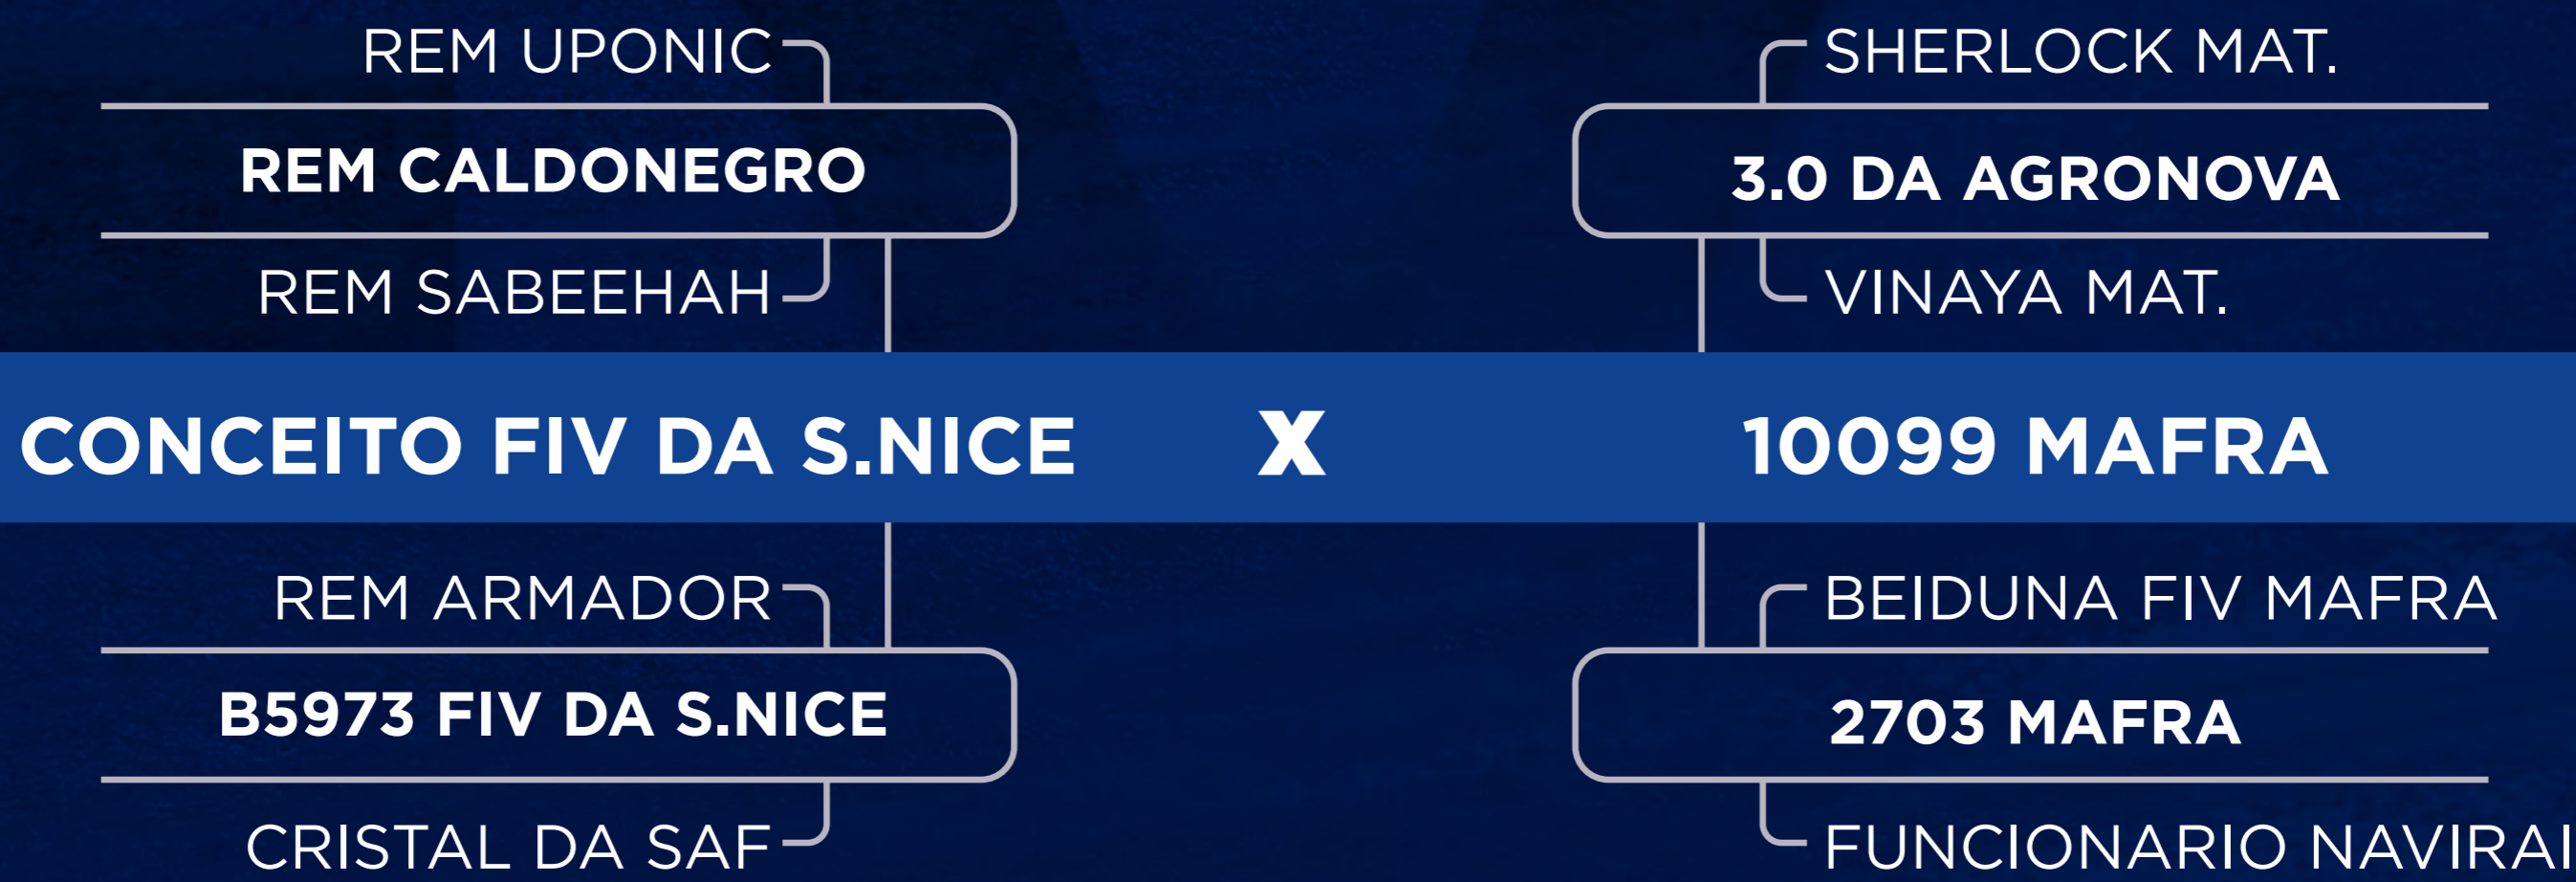 REM UPONIC
SHERLOCK MAT.
REM CALDONEGRO
3.0 DA AGRONOVA
REM SABEEHAH
VINAYA MAT.
CONCEITO FIV DA S.NICE X 10099 MAFRA
REM ARMADOR
BEIDUNA FIV MAFRA
B5973 FIV DA S.NICE
2703 MAFRA
CRISTAL DA SAF
FUNCIONARIO NAVIRAI